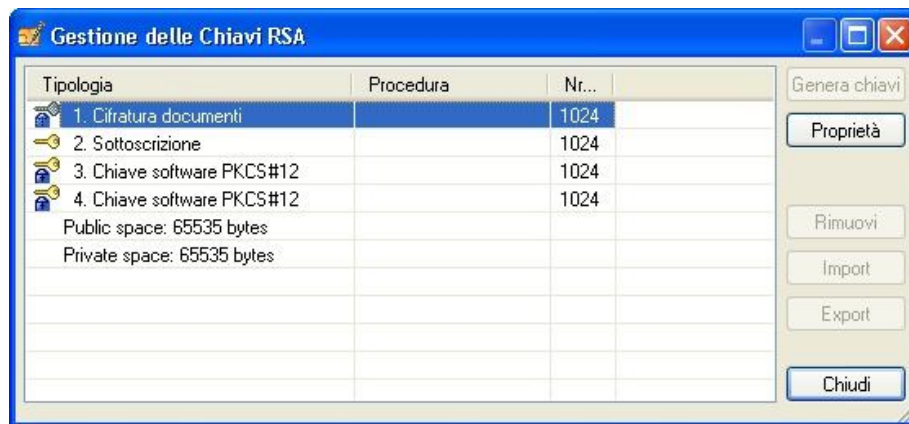 Gestione delle Chiavi RSA
Tipologia Procedura Nr...
1. Cifratura documenti 1024
2. Sottoscrizione 1024
3. Chiave software PKCS#12 1024
4. Chiave software PKCS#12 1024
Public space: 65535 bytes
Private space: 65535 bytes
Genera chiavi
Proprietà
Rimuovi
Import
Export
Chiudi